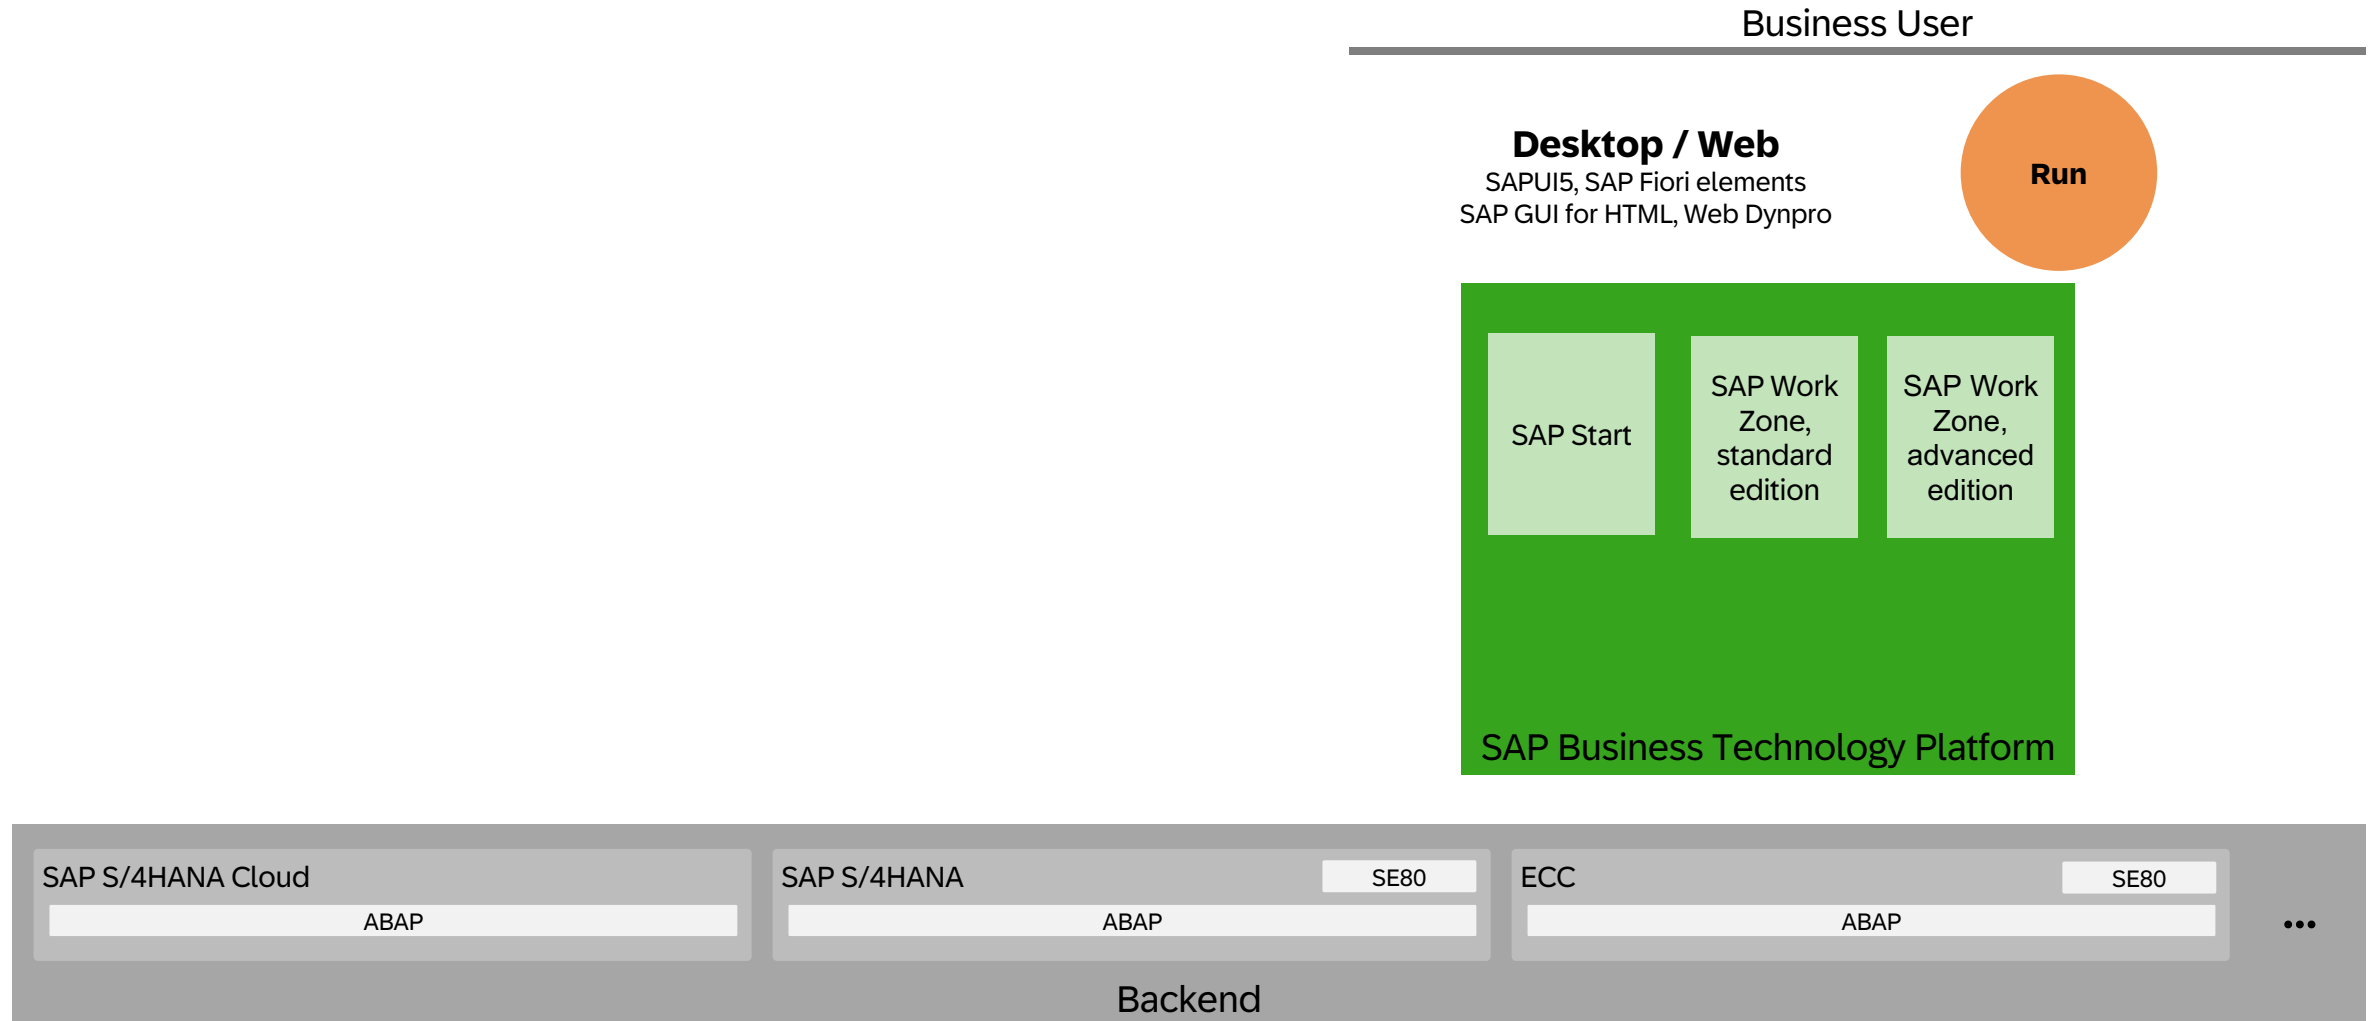 Business User
Desktop / Web
SAPUI5, SAP Fiori elements
SAP GUI for HTML, Web Dynpro
Run
SAP Start
SAP Work
Zone,
standard
edition
SAP Work
Zone,
advanced
edition
SAP Business Technology Platform
SAP S/4HANA Cloud
ABAP
SAP S/4HANA
SE80
ABAP
ECC
SE80
ABAP
...
Backend